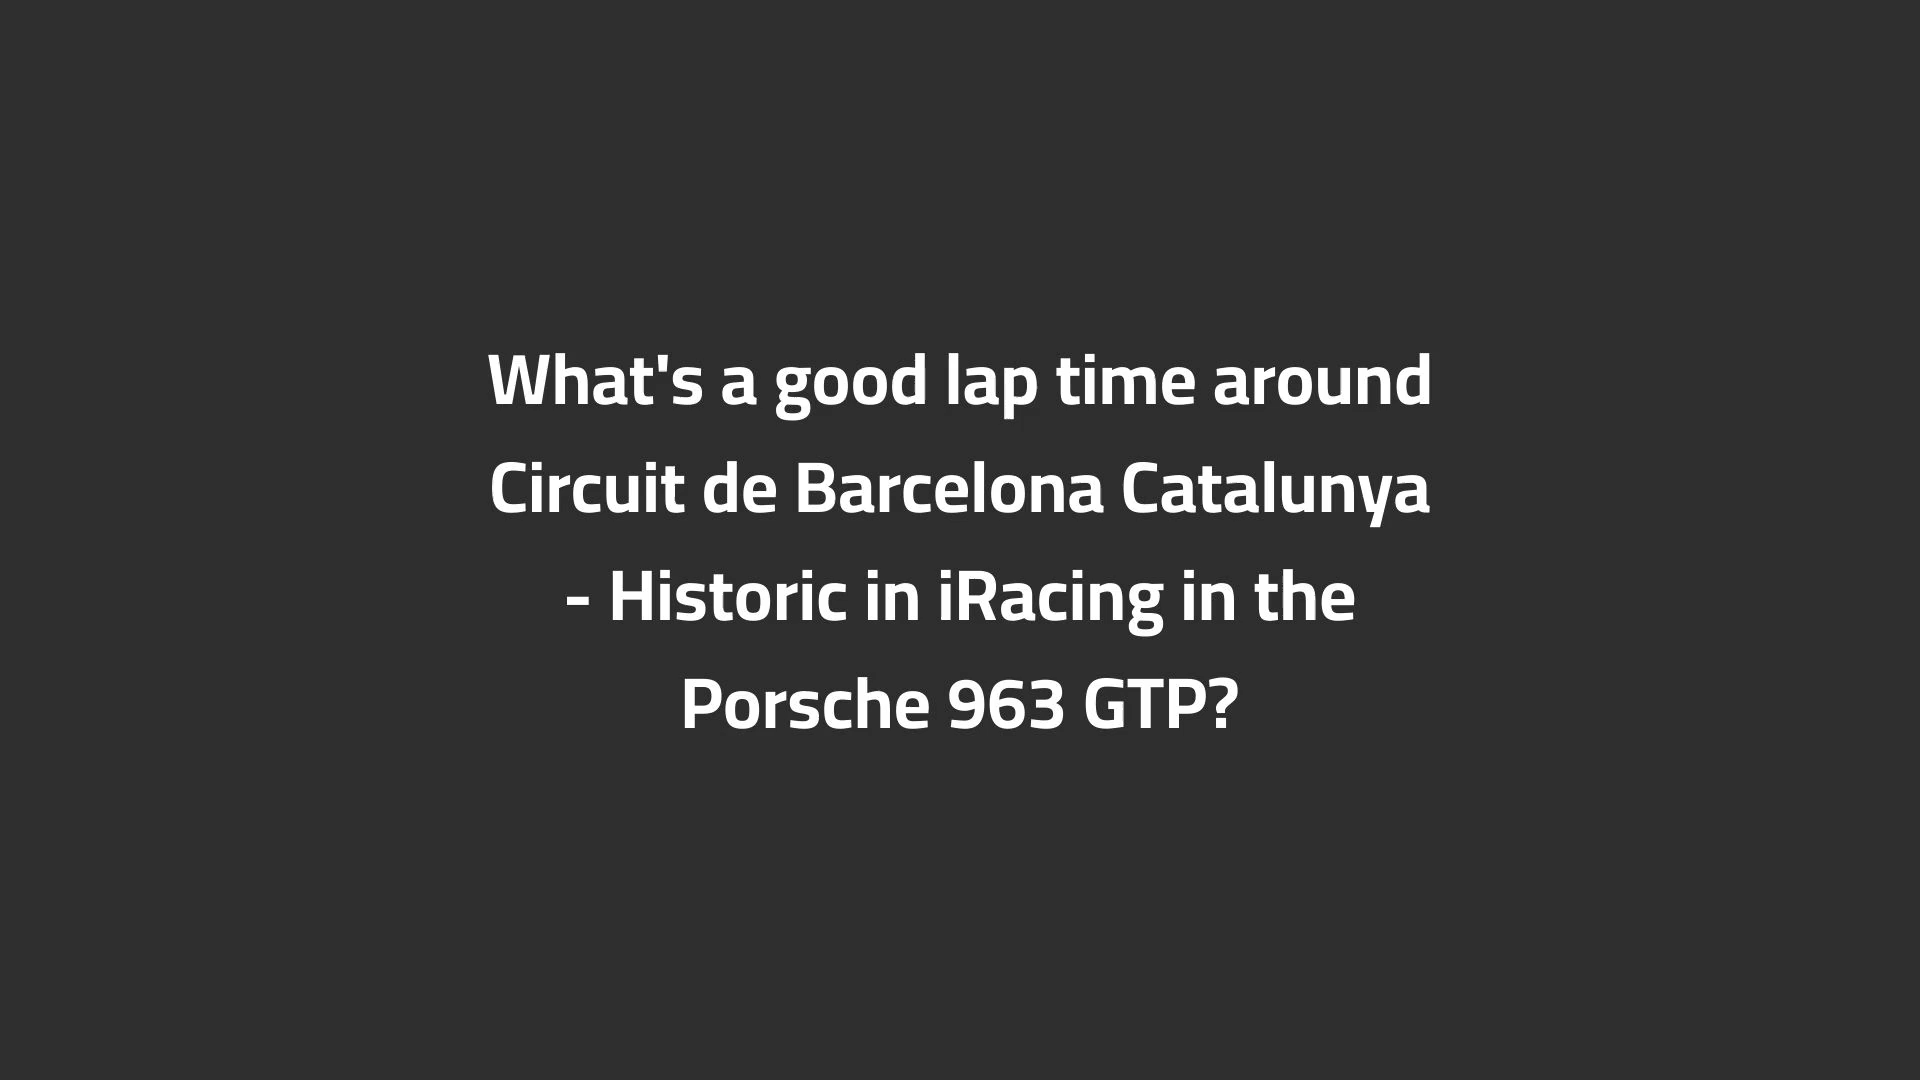 What's a good lap time around
Circuit de Barcelona Catalunya
- Historic in iRacing in the
Porsche 963 GTP?